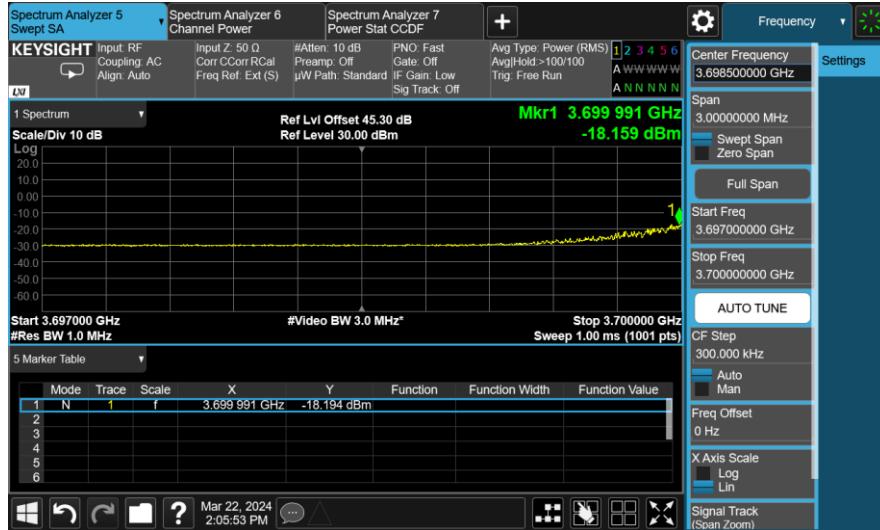 Spectrum Analyzer 5
Swept SA
Spectrum Analyzer 6
Channel Power
Spectrum Analyzer 7
Power Stat CCDF
Frequency
KEYSIGHT
Input: RF
Coupling: AC
Align: Auto
Input Z: 50 Ω
Corr CCorr RCal
Freq Ref: Ext (S)
#Atten: 10 dB
Preamp: Off
µW Path: Standard
PNO: Fast
Gate: Off
IF Gain: Low
Sig Track: Off
Avg Type: Power (RMS)
Avg|Hold:>100/100
Trig: Free Run
1 2 3 4 5 6
A W W W W W
A N N N N N
LXI
1 Spectrum
Scale/Div 10 dB
Ref Lvl Offset 45.30 dB
Ref Level 30.00 dBm
Mkr1 3.699 991 GHz
-18.159 dBm
Log
20.0
10.0
0.00
-10.0
-20.0
-30.0
-40.0
-50.0
-60.0
1
Start 3.697000 GHz
#Res BW 1.0 MHz
#Video BW 3.0 MHz*
Stop 3.700000 GHz
Sweep 1.00 ms (1001 pts)
5 Marker Table
Mode Trace Scale X Y Function Function Width Function Value
1 N 1 f 3.699 991 GHz -18.194 dBm
2
3
4
5
6
Mar 22, 2024
2:05:53 PM
Center Frequency
3.698500000 GHz
Settings
Span
3.00000000 MHz
Swept Span
Zero Span
Full Span
Start Freq
3.697000000 GHz
Stop Freq
3.700000000 GHz
AUTO TUNE
CF Step
300.000 kHz
Auto
Man
Freq Offset
0 Hz
X Axis Scale
Log
Lin
Signal Track
(Span Zoom)